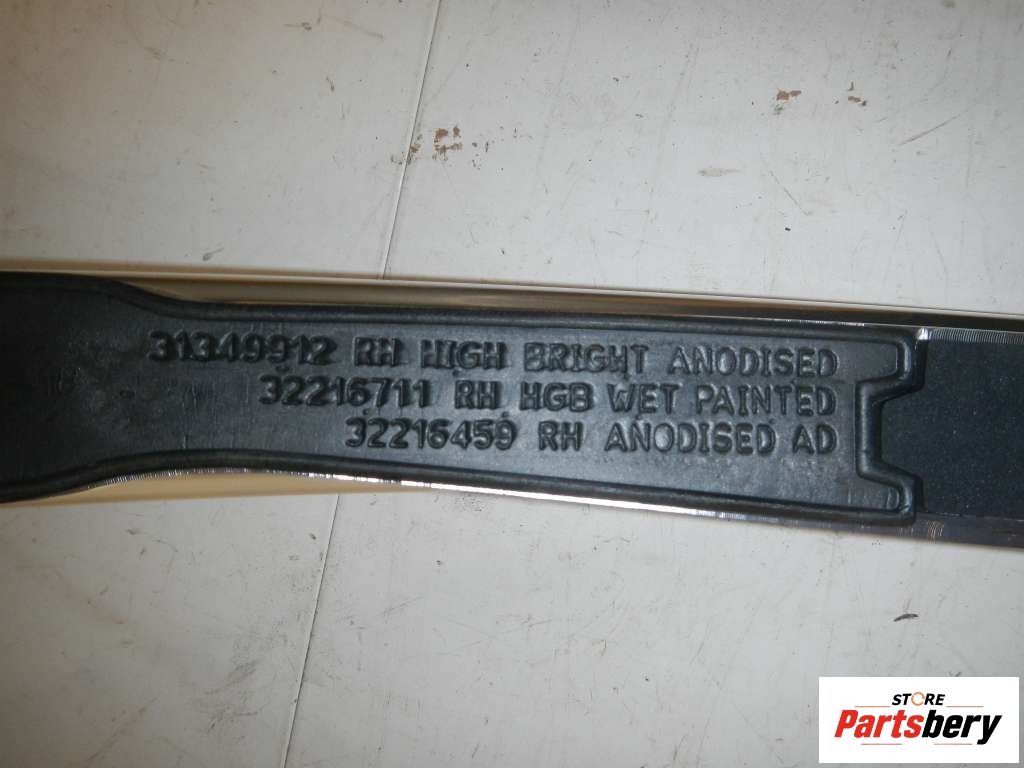 31349912 RH HIGH BRIGHT ANODISED
32216711 RH HGB WET PAINTED
32216459 RH ANODISED AD
STORE
Partsbery